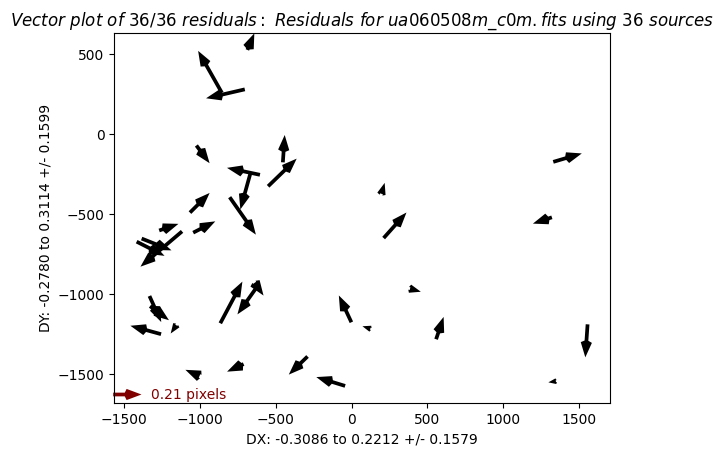 Vector plot of 36/36 residuals: Residuals for ua060508m_c0m.fits using 36 sources
500
0
−500
−1000
−1500
DY: -0.2780 to 0.3114 +/- 0.1599
0.21 pixels
−1500 −1000 −500 0 500 1000 1500
DX: -0.3086 to 0.2212 +/- 0.1579